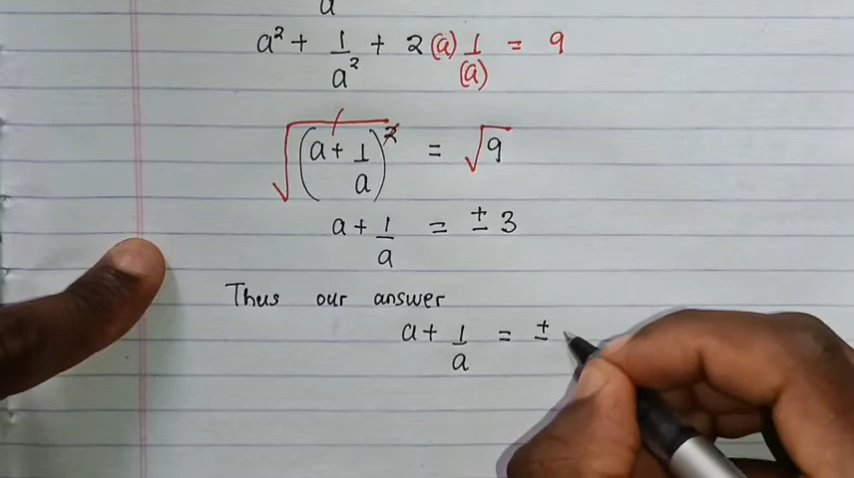 a
a² + 1/a² + 2(a) 1/(a) = 9
√(a + 1/a)² = √9
a + 1/a = ± 3
Thus our answer
a + 1/a = ±